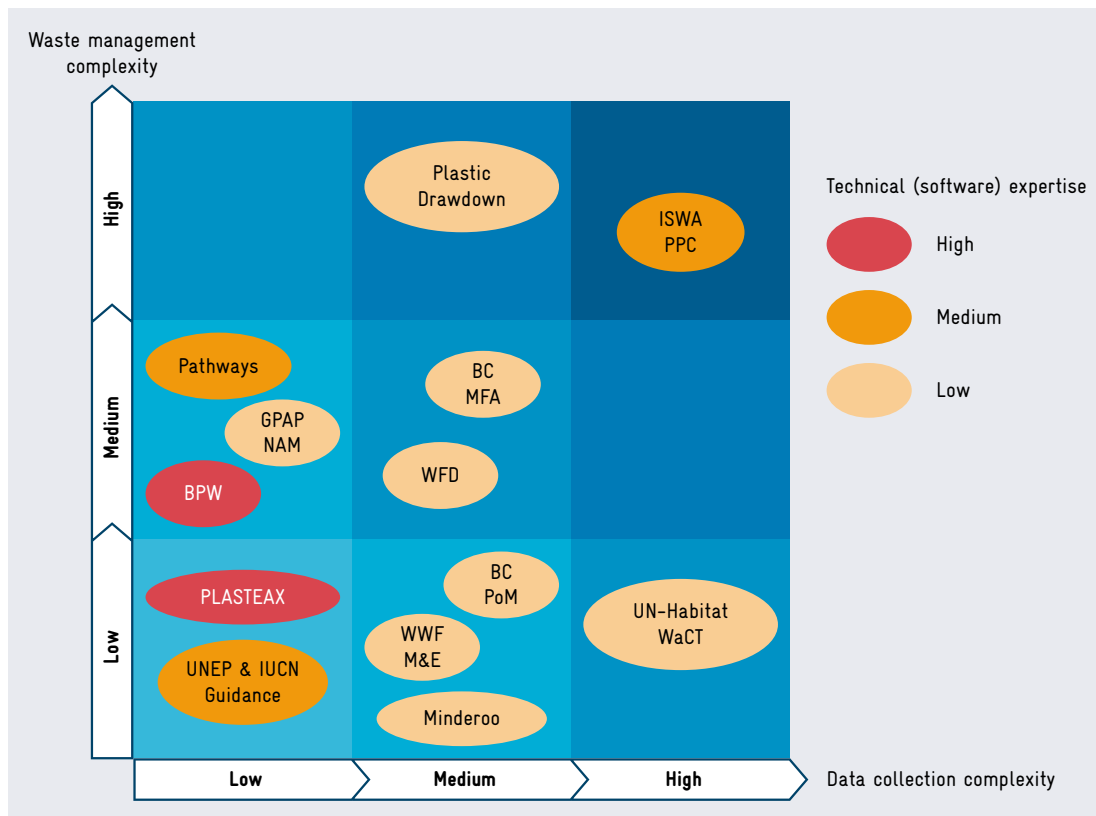 Waste management
complexity
High
Medium
Low
Plastic
Drawdown
ISWA
PPC
Pathways
GPAP
NAM
BPW
BC
MFA
WFD
PLASTEAX
UNEP & IUCN
Guidance
BC
PoM
WWF
M&E
Minderoo
UN-Habitat
WaCT
Low
Medium
High
Data collection complexity
Technical (software) expertise
High
Medium
Low